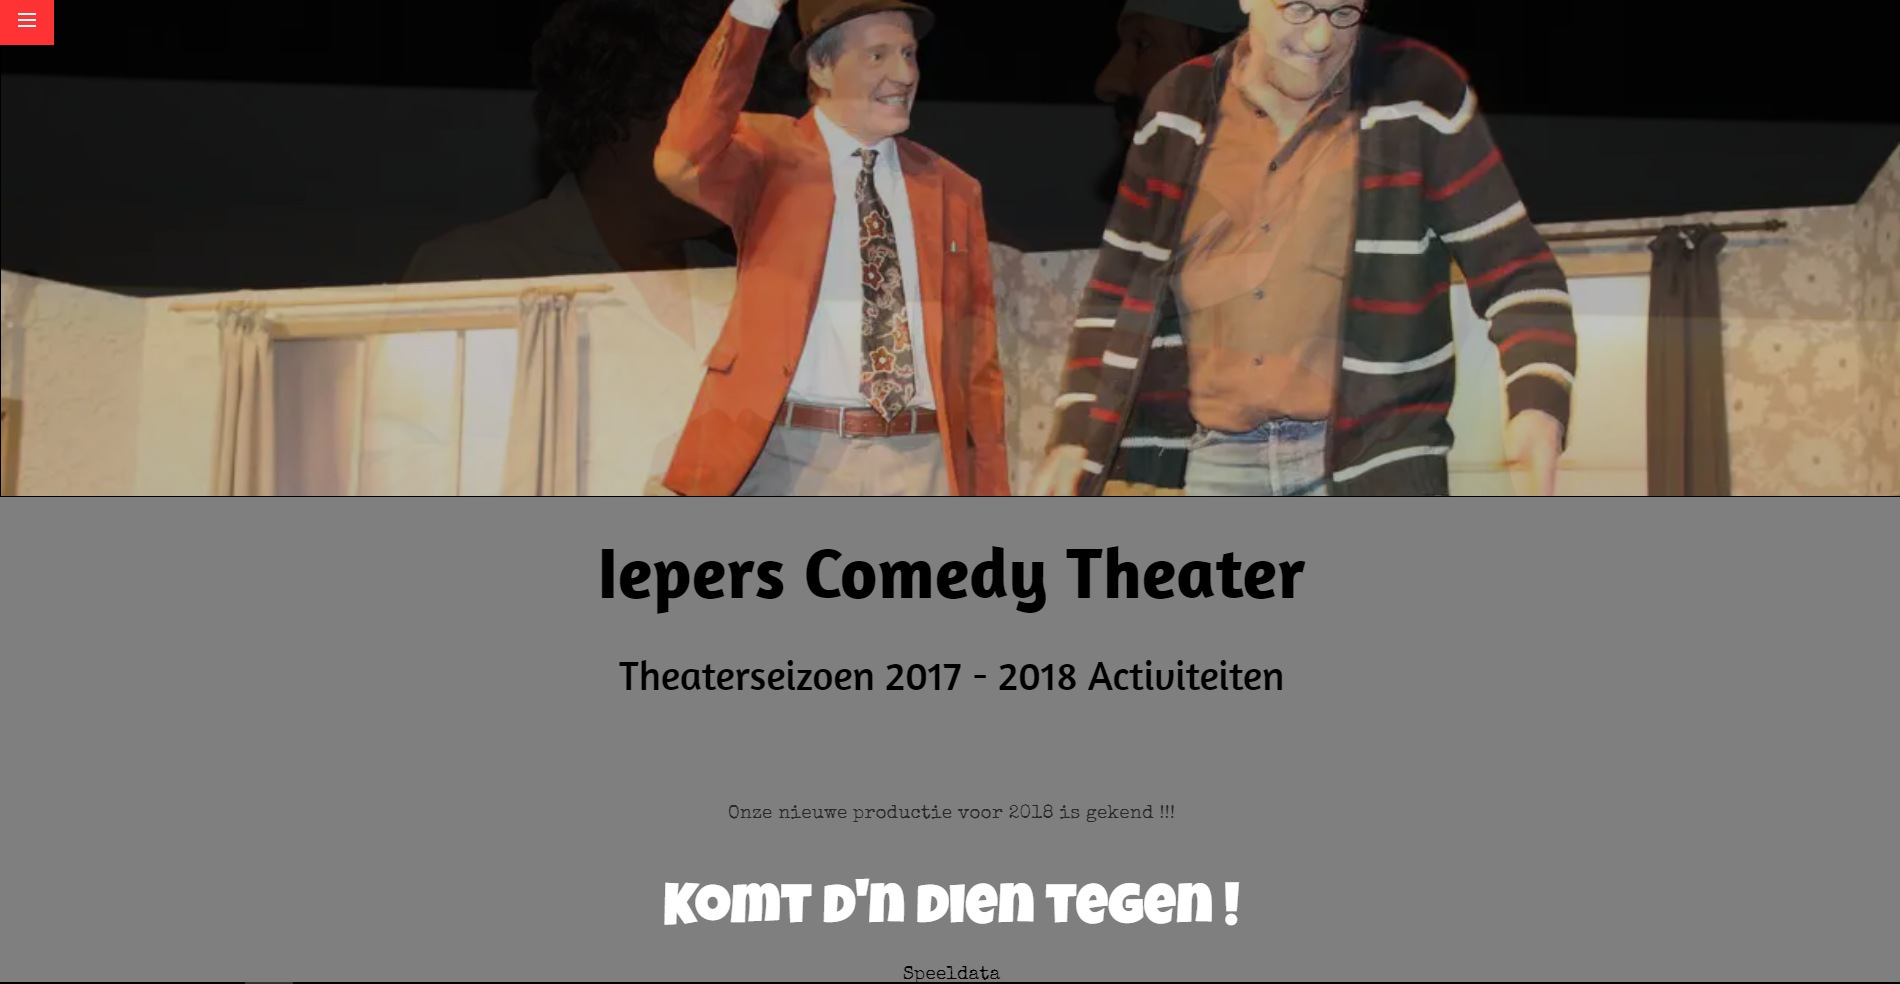 Iepers Comedy Theater
Theaterseizoen 2017 - 2018 Activiteiten
Onze nieuwe productie voor 2018 is gekend !!!
Komt d'n dien tegen !
Speeldata